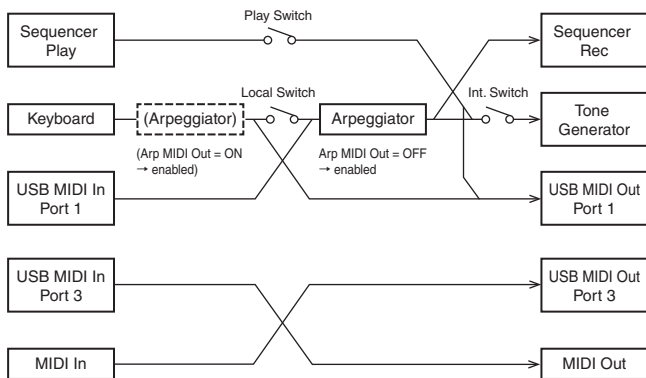 Play Switch
Sequencer
Play
Sequencer
Rec
Local Switch
Int. Switch
Keyboard
(Arpeggiator)
Arpeggiator
Tone
Generator
(Arp MIDI Out = ON
→ enabled)
Arp MIDI Out = OFF
→ enabled
USB MIDI In
Port 1
USB MIDI Out
Port 1
USB MIDI In
Port 3
USB MIDI Out
Port 3
MIDI In
MIDI Out